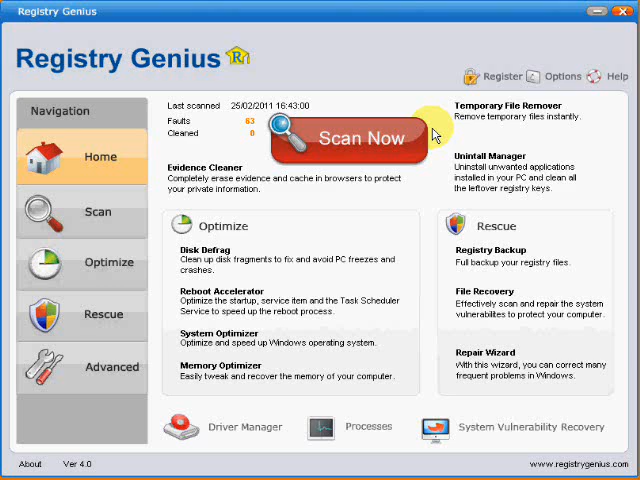 Registry Genius
Registry Genius
Register Options Help
Navigation
Home
Scan
Optimize
Rescue
Advanced
Last scanned 25/02/2011 16:43:00
Faults 63
Cleaned 0
Scan Now
Evidence Cleaner
Completely erase evidence and cache in browsers to protect
your private information.
Temporary File Remover
Remove temporary files instantly.
Unintall Manager
Uninstall unwanted applications
installed in your PC and clean all
the leftover registry keys.
Optimize
Disk Defrag
Clean up disk fragments to fix and avoid PC freezes and
crashes.
Reboot Accelerator
Optimize the startup, service item and the Task Scheduler
Service to speed up the reboot process.
System Optimizer
Optimize and speed up Windows operating system.
Memory Optimizer
Easily tweak and recover the memory of your computer.
Rescue
Registry Backup
Full backup your registry files.
File Recovery
Effectively scan and repair the system
vulnerabilites to protect your computer.
Repair Wizard
With this wizard, you can correct many
frequent problems in Windows.
Driver Manager
Processes
System Vulnerability Recovery
About Ver 4.0
www.registrygenius.com